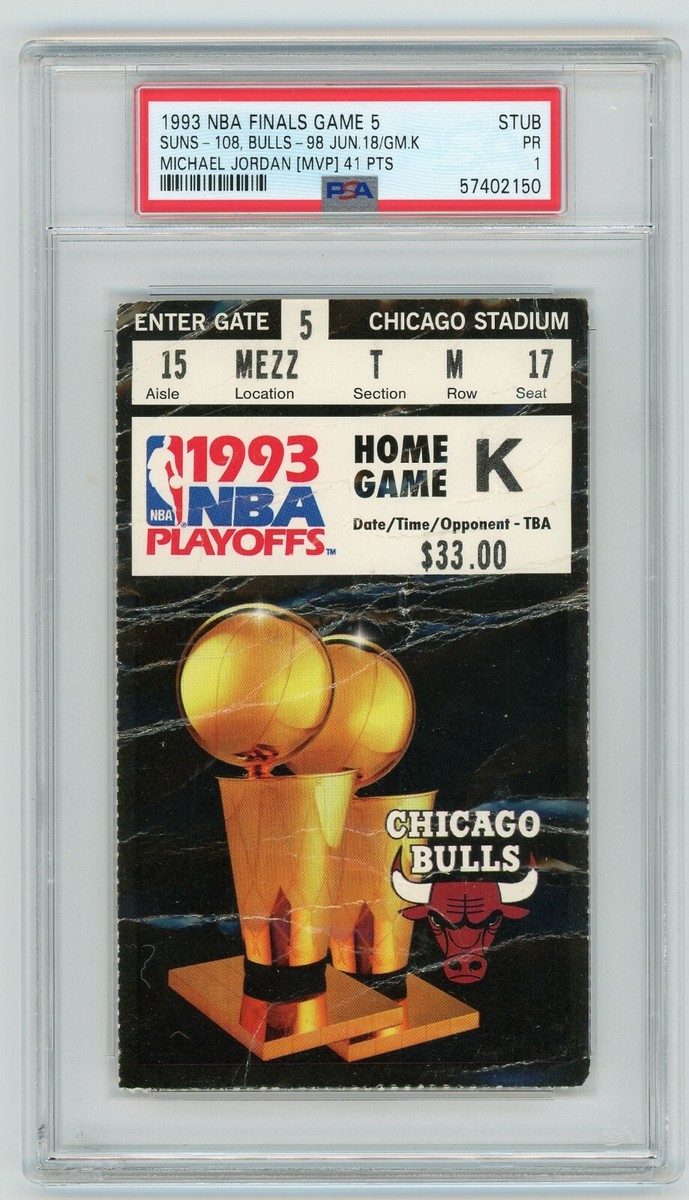 1993 NBA FINALS GAME 5 STUB
SUNS - 108, BULLS - 98 JUN.18/GM.K PR
MICHAEL JORDAN [MVP] 41 PTS 1
PSA 57402150
ENTER GATE 5 CHICAGO STADIUM
15 MEZZ T M 17
Aisle Location Section Row Seat
1993 NBA PLAYOFFS™
NBA
HOME GAME K
Date/Time/Opponent - TBA
$33.00
CHICAGO
BULLS